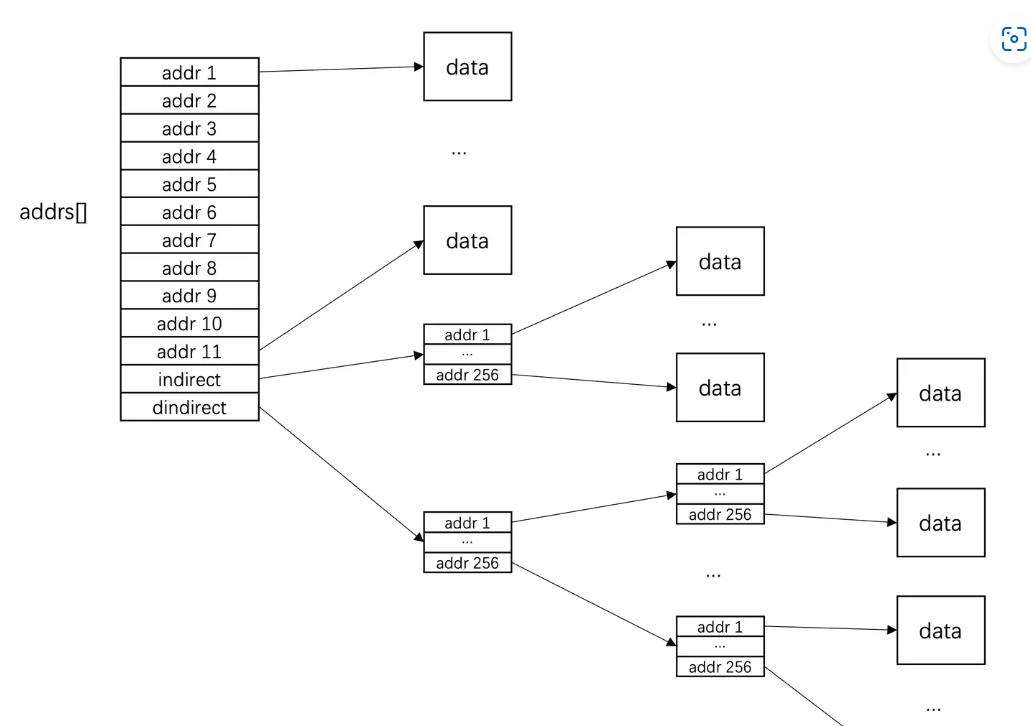 addrs[]
addr 1
addr 2
addr 3
addr 4
addr 5
addr 6
addr 7
addr 8
addr 9
addr 10
addr 11
indirect
dindirect
data
...
data
addr 1
...
addr 256
addr 1
...
addr 256
data
...
data
addr 1
...
addr 256
...
addr 1
...
addr 256
data
...
data
data
...